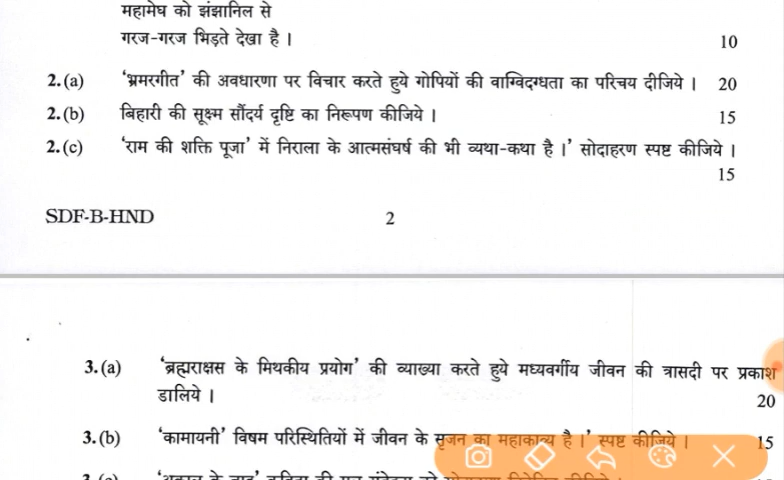 महामेघ को झंझानिल से
गरज-गरज भिड़ते देखा है ।
10
2. (a) ‘भ्रमरगीत’ की अवधारणा पर विचार करते हुये गोपियों की वाग्विदग्धता का परिचय दीजिये । 20
2. (b) बिहारी की सूक्ष्म सौंदर्य दृष्टि का निरूपण कीजिये । 15
2. (c) ‘राम की शक्ति पूजा’ में निराला के आत्मसंघर्ष की भी व्यथा-कथा है ।’ सोदाहरण स्पष्ट कीजिये ।
15
SDF-B-HND 2
3. (a) ‘ब्रह्मराक्षस के मिथकीय प्रयोग’ की व्याख्या करते हुये मध्यवर्गीय जीवन की त्रासदी पर प्रकाश
डालिये ।
20
3. (b) ‘कामायनी’ विषम परिस्थितियों में जीवन के सृजन का महाकाव्य है ।’ स्पष्ट कीजिये । 15